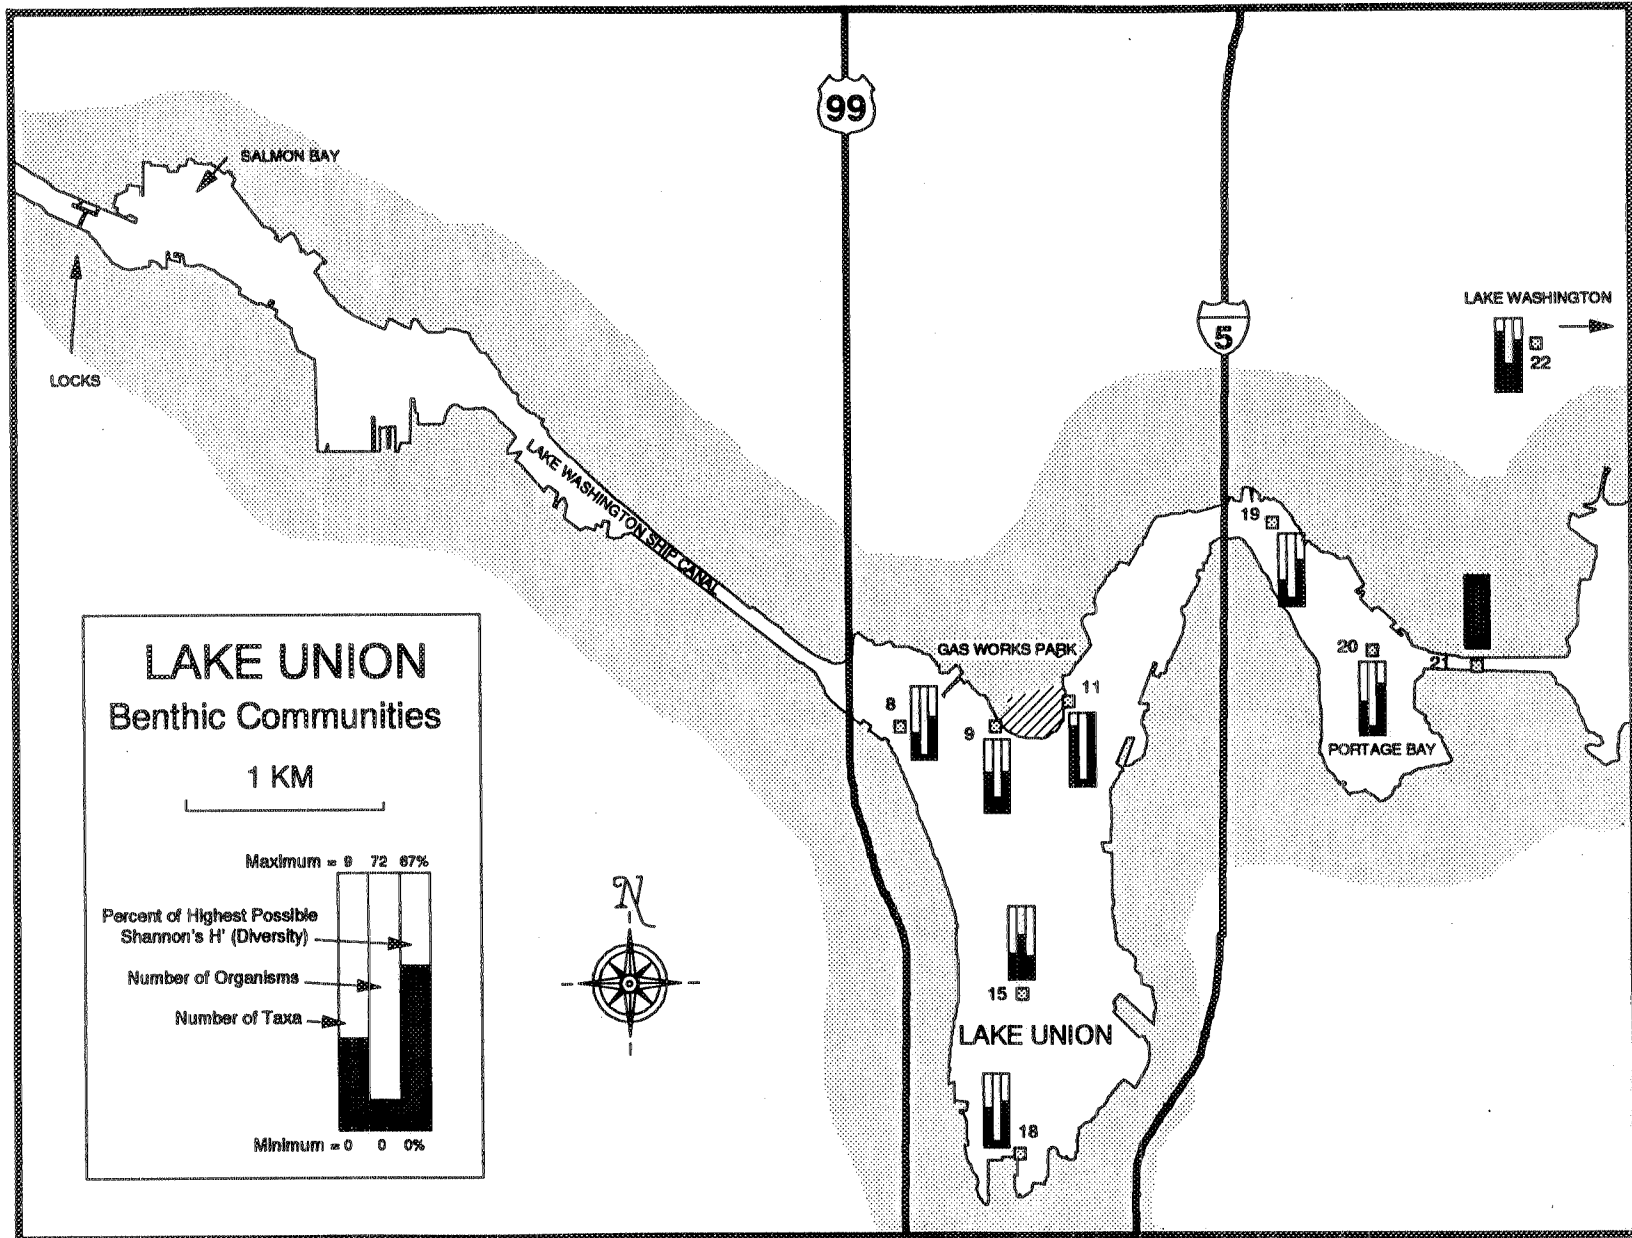 99
SALMON BAY
LAKE WASHINGTON
5
22
LOCKS
LAKE WASHINGTON SHIP CANAL
19
GAS WORKS PARK
20
21
11
8
9
PORTAGE BAY
LAKE UNION
Benthic Communities
1 KM
Maximum = 9 72 67%
Percent of Highest Possible
Shannon's H' (Diversity)
Number of Organisms
Number of Taxa
Minimum = 0 0 0%
N
15
LAKE UNION
18